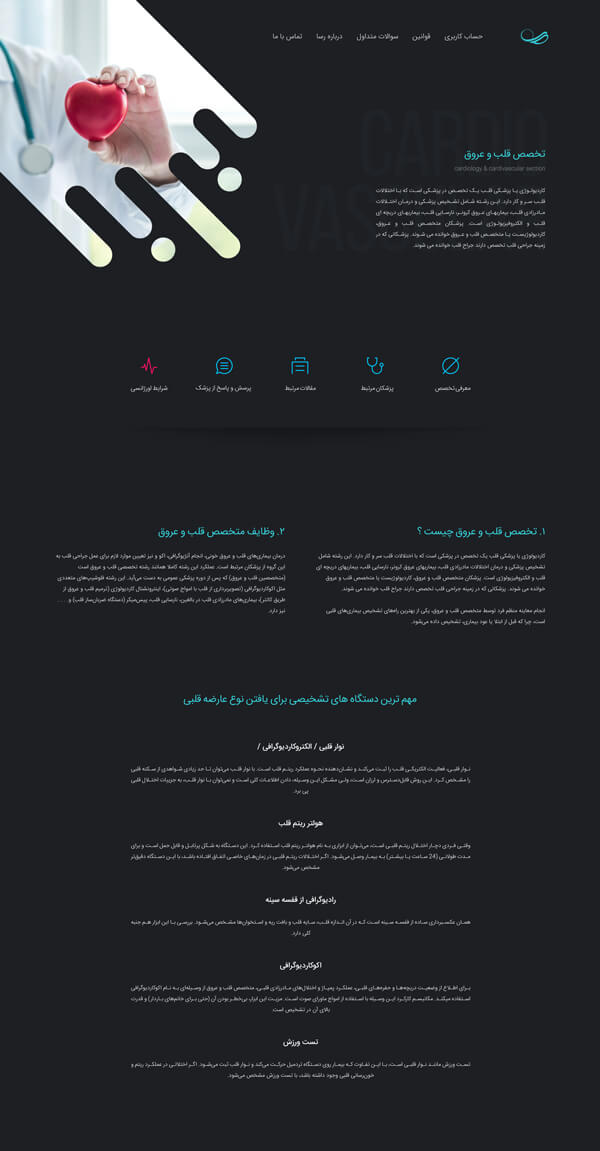 حساب کاربری
قوانین
سوالات متداول
درباره رسا
تماس با ما
CARDIO
VAS
تخصص قلب و عروق
cardiology & cardivascular section
کاردیولوژی یا پزشکی قلب یک تخصص در پزشکی است که با اختلالات
قلب سر و کار دارد. این رشته شامل تشخیص پزشکی و درمان اختلالات
مادرزادی قلب، بیماریهای عروق کرونر، نارسایی قلب، بیماریهای دریچه ای
قلب و الکتروفیزیولوژی است. پزشکان متخصص قلب و عروق،
کاردیولوژیست یا متخصص قلب و عروق خوانده می شوند. پزشکانی که در
زمینه جراحی قلب تخصص دارند جراح قلب خوانده می شوند.
معرفی تخصص
پزشکان مرتبط
مقالات مرتبط
پرسش و پاسخ از پزشک
شرایط اورژانسی
۱. تخصص قلب و عروق چیست ؟
کاردیولوژی یا پزشکی قلب یک تخصص در پزشکی است که با اختلالات قلب سر و کار دارد. این رشته شامل
تشخیص پزشکی و درمان اختلالات مادرزادی قلب، بیماریهای عروق کرونر، نارسایی قلب، بیماریهای دریچه ای
قلب و الکتروفیزیولوژی است. پزشکان متخصص قلب و عروق، کاردیولوژیست یا متخصص قلب و عروق
خوانده می شوند. پزشکانی که در زمینه جراحی قلب تخصص دارند جراح قلب خوانده می شوند.
انجام معاینه منظم فرد توسط متخصص قلب و عروق، یکی از بهترین راه‌های تشخیص بیماری‌های قلبی
است، چرا که قبل از ابتلا یا عود بیماری، تشخیص داده می‌شود.
۲. وظایف متخصص قلب و عروق
درمان بیماری‌های قلب و عروق خونی، انجام آنژیوگرافی، اکو و نیز تعیین موارد لازم برای عمل جراحی قلب به
این گروه از پزشکان مرتبط است. عملکرد این رشته کاملا همانند رشته تخصصی قلب و عروق است
(متخصصین قلب و عروق) که پس از دوره پزشکی عمومی به دست می‌آید. این رشته فلوشیپ‌های متعددی
مثل اکوکاردیوگرافی (تصویربرداری از قلب با امواج صوتی)، اینترونشنال کاردیولوژی (ترمیم قلب و عروق از
طریق کاتتر)، بیماری‌های مادرزادی قلب در بالغین، نارسایی قلب، پیس‌میکر (دستگاه ضربان‌ساز قلب) و . . . .
نیز دارد.
مهم ترین دستگاه های تشخیصی برای یافتن نوع عارضه قلبی
نوار قلبی / الکتروکاردیوگرافی /
نوار قلبی، فعالیت الکتریکی قلب را ثبت می‌کند و نشان‌دهنده نحوه عملکرد ریتم قلب است. با نوار قلب می‌توان تا حد زیادی شواهدی از سکته قلبی
را مشخص کرد. این روش قابل‌دسترس و ارزان است، ولی مشکل این وسیله، دادن اطلاعات کلی است و نمی‌توان با نوار قلب، به جزییات اختلال قلبی
پی برد.
هولتر ریتم قلب
وقتی فردی دچار اختلال ریتم قلبی است، می‌توان از ابزاری به نام هولتر ریتم قلب استفاده کرد. این دستگاه به شکل پرتابل و قابل حمل است و برای
مدت طولانی (24 ساعت یا بیشتر) به بیمار وصل می‌شود. اگر اختلالات ریتم قلبی در زمان‌های خاصی اتفاق افتاده باشد، با این دستگاه دقیق‌تر
مشخص می‌شود.
رادیوگرافی از قفسه سینه
همان عکسبرداری ساده از قفسه سینه است که در آن اندازه قلب، سایه قلب و بافت ریه و استخوان‌ها مشخص می‌شود. بررسی با این ابزار هم جنبه
کلی دارد.
اکوکاردیوگرافی
برای اطلاع از وضعیت دریچه‌ها و حفره‌های قلبی، عملکرد پمپاژ و اختلال‌های مادرزادی قلبی، متخصص قلب و عروق از وسیله‌ای به نام اکوکاردیوگرافی
استفاده میکند. مکانیسم کارکرد این وسیله با استفاده از امواج ماورای صوت است. مزیت این ابزار، بی‌خطر بودن آن (حتی برای خانم‌های باردار) و قدرت
بالای آن در تشخیص است.
تست ورزش
تست ورزش مانند نوار قلبی است، با این تفاوت که بیمار روی دستگاه تردمیل حرکت می‌کند و نوار قلب ثبت می‌شود. اگر اختلالی در عملکرد ریتم و
خون‌رسانی قلبی وجود داشته باشد، با تست ورزش مشخص می‌شود.